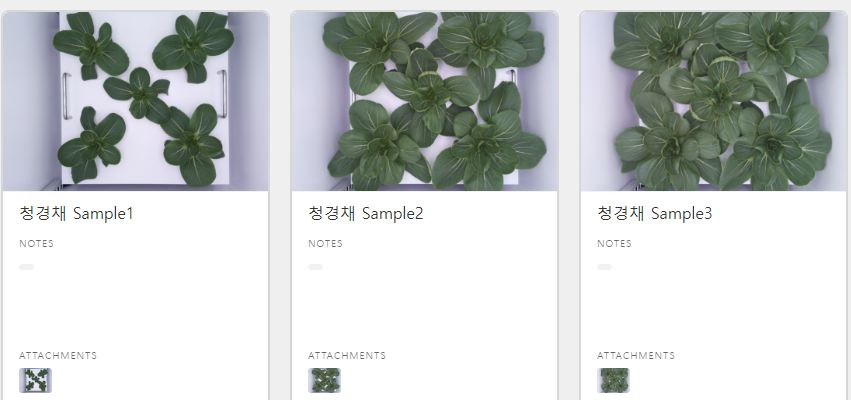 청경채 Sample1
NOTES
ATTACHMENTS
청경채 Sample2
NOTES
ATTACHMENTS
청경채 Sample3
NOTES
ATTACHMENTS